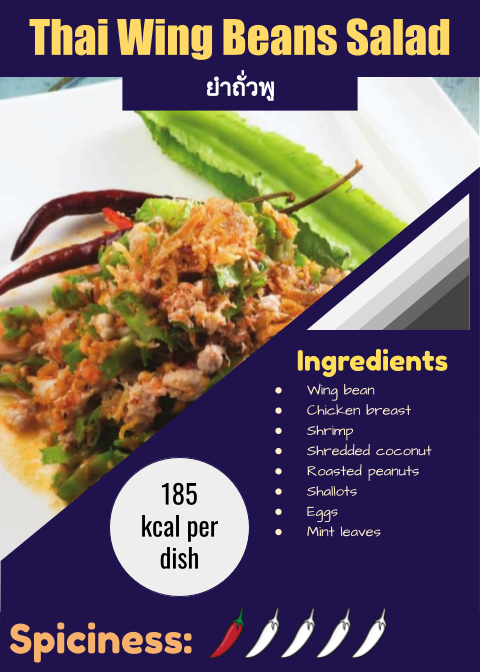 Thai Wing Beans Salad
ยำถั่วพู
Ingredients
Wing bean
Chicken breast
Shrimp
Shredded coconut
Roasted peanuts
Shallots
Eggs
Mint leaves
185
kcal per
dish
Spiciness: